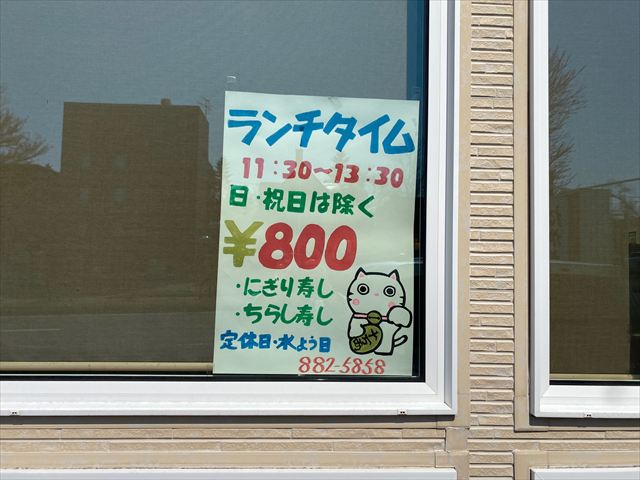 ランチタイム
11:30〜13:30
日・祝日は除く
¥800
・にぎり寿し
・ちらし寿し
定休日・水よう日
882-5858